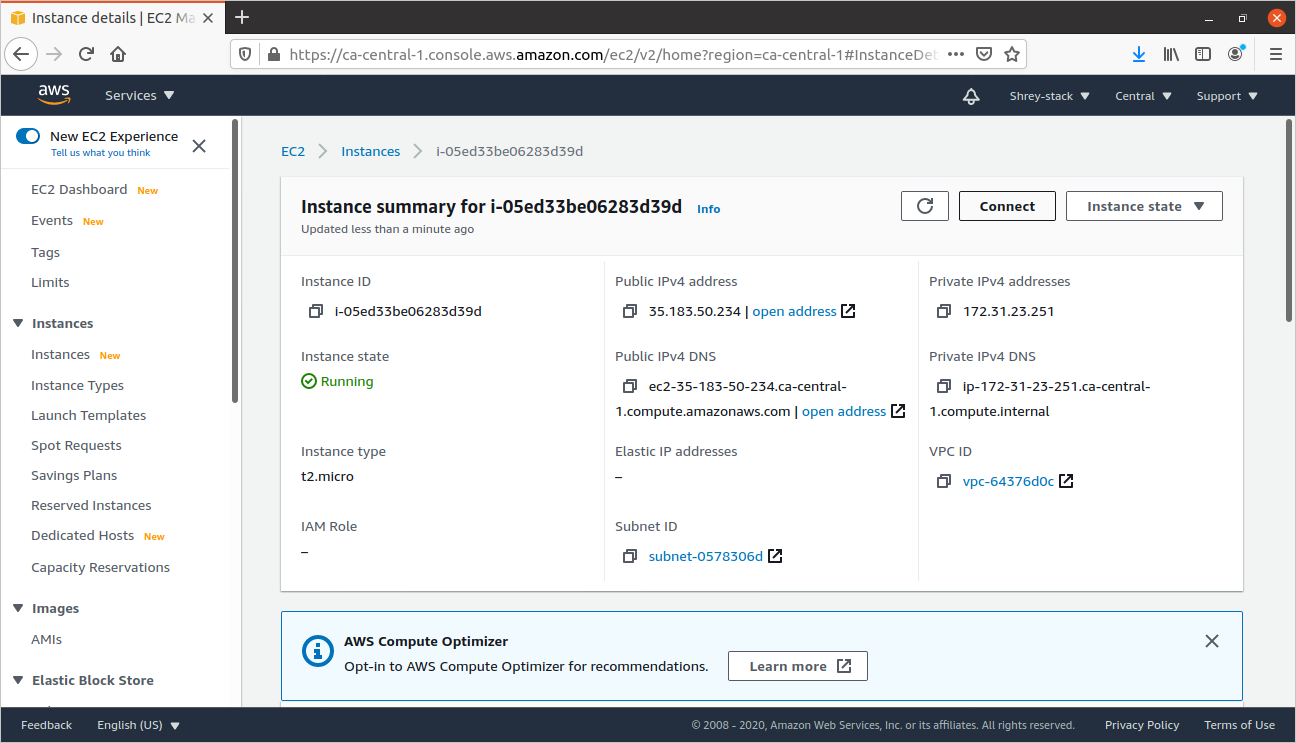 Instance details | EC2 Ma
https://ca-central-1.console.aws.amazon.com/ec2/v2/home?region=ca-central-1#InstanceDet
aws Services Shrey-stack Central Support
New EC2 Experience
Tell us what you think
EC2 Dashboard New
Events New
Tags
Limits
Instances
Instances New
Instance Types
Launch Templates
Spot Requests
Savings Plans
Reserved Instances
Dedicated Hosts New
Capacity Reservations
Images
AMIs
Elastic Block Store
EC2 Instances i-05ed33be06283d39d
Instance summary for i-05ed33be06283d39d Info
Updated less than a minute ago
Connect
Instance state
Instance ID
i-05ed33be06283d39d
Public IPv4 address
35.183.50.234 | open address
Private IPv4 addresses
172.31.23.251
Instance state
Running
Public IPv4 DNS
ec2-35-183-50-234.ca-central-
1.compute.amazonaws.com | open address
Private IPv4 DNS
ip-172-31-23-251.ca-central-
1.compute.internal
Instance type
t2.micro
Elastic IP addresses
–
VPC ID
vpc-64376d0c
IAM Role
–
Subnet ID
subnet-0578306d
AWS Compute Optimizer
Opt-in to AWS Compute Optimizer for recommendations.
Learn more
Feedback English (US) © 2008 - 2020, Amazon Web Services, Inc. or its affiliates. All rights reserved. Privacy Policy Terms of Use